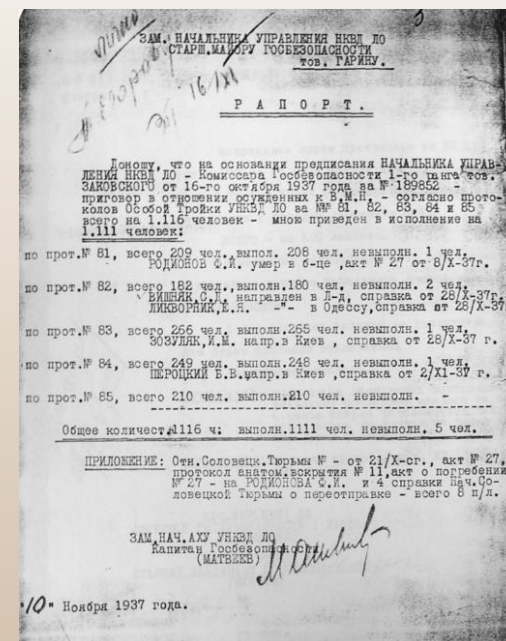 5
лично
т. Егорову
16/XI
ЗАМ. НАЧАЛЬНИКА УПРАВЛЕНИЯ НКВД ЛО
СТАРШ. МАЙОРУ ГОСБЕЗОПАСНОСТИ
тов. ГАРИНУ.
Р А П О Р Т.
Доношу, что на основании предписания НАЧАЛЬНИКА УПРАВ-
ЛЕНИЯ НКВД ЛО - Комиссара Госбезопасности 1-го ранга тов.
ЗАКОВСКОГО от 16-го октября 1937 года за № 189852 -
приговор в отношении осужденных к В.М.Н. - согласно прото-
колов Особой Тройки УНКВД ЛО за №№ 81, 82, 83, 84 и 85
всего на 1.116 человек - мною приведен в исполнение на
1.111 человек:
по прот.№ 81, всего 209 чел., выпол. 208 чел. невыполн. 1 чел.
РОДИОНОВ Ф.И. умер в б-це, акт № 27 от 8/X-37г.
по прот.№ 82, всего 182 чел., выполн.180 чел. невыполн. 2 чел.
ВИШНЯК,С.Д. направлен в Л-д, справка от 28/X-37г.
ЛИКВОРНИК,Е.Я. -"- в Одессу,справка от 28/X-37
по прот.№ 83, всего 266 чел. выполн.265 чел. невыполн. 1 чел.
ЗОЗУЛЯК,И.М. напр.в Киев , справка от 28/X-37 г.
по прот.№ 84, всего 249 чел. выполн.248 чел. невыполн. 1 чел.
ПЕРОЦКИЙ Б.В.напр.в Киев ,справка от 2/XI-37 г.
по прот.№ 85, всего 210 чел. выполн.210 чел. невыполн. -
Общее количест.1116 ч: выполн.1111 чел. невыполн. 5 чел.
ПРИЛОЖЕНИЕ: Отн.Соловецк.Тюрьмы № - от 21/X-сг., акт № 27,
протокол анатом.вскрытия № 11,акт о погребении
№ 27 - на РОДИОНОВА Ф.И. и 4 справки Нач.Со-
ловецкой Тюрьмы о переотправке - всего 8 п/л.
ЗАМ.НАЧ.АХУ УНКВД ЛО
Капитан Госбезопасности
(МАТВЕЕВ)
"10" Ноября 1937 года.